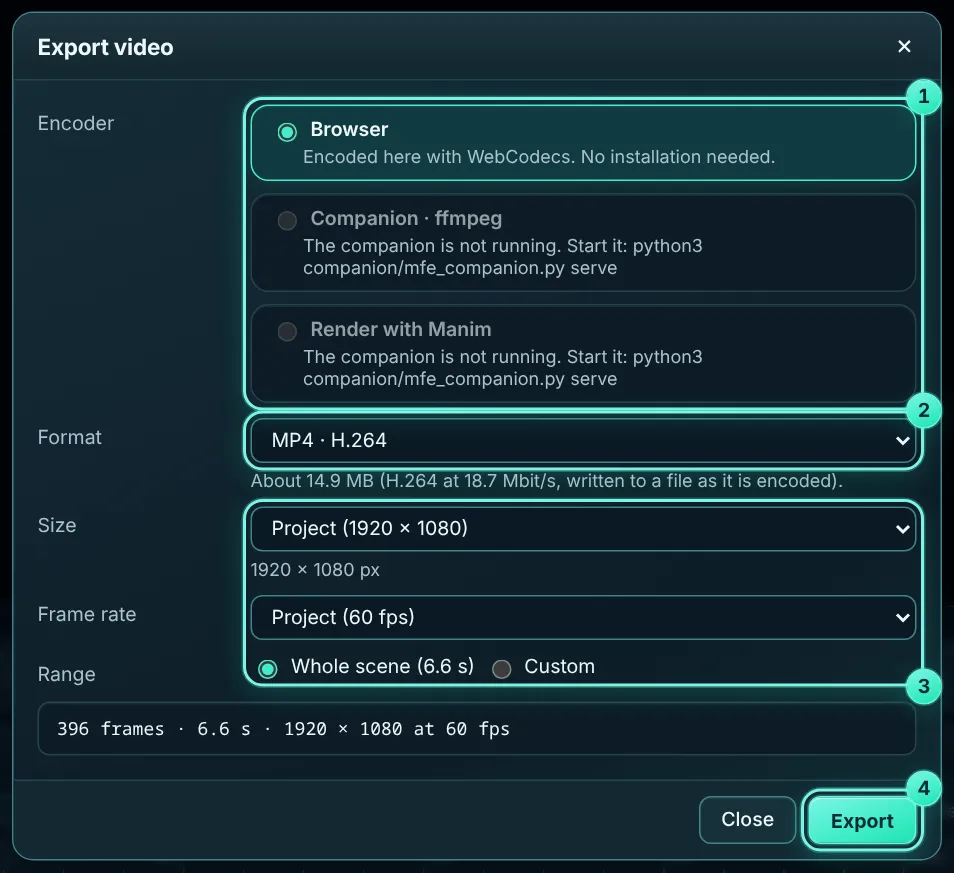 Export video
×
1
Encoder
Browser
Encoded here with WebCodecs. No installation needed.
Companion · ffmpeg
The companion is not running. Start it: python3
companion/mfe_companion.py serve
Render with Manim
The companion is not running. Start it: python3
companion/mfe_companion.py serve
2
Format
MP4 · H.264
About 14.9 MB (H.264 at 18.7 Mbit/s, written to a file as it is encoded).
Size
Project (1920 × 1080)
1920 × 1080 px
Frame rate
Project (60 fps)
Range
Whole scene (6.6 s) Custom
3
396 frames · 6.6 s · 1920 × 1080 at 60 fps
4
Close
Export